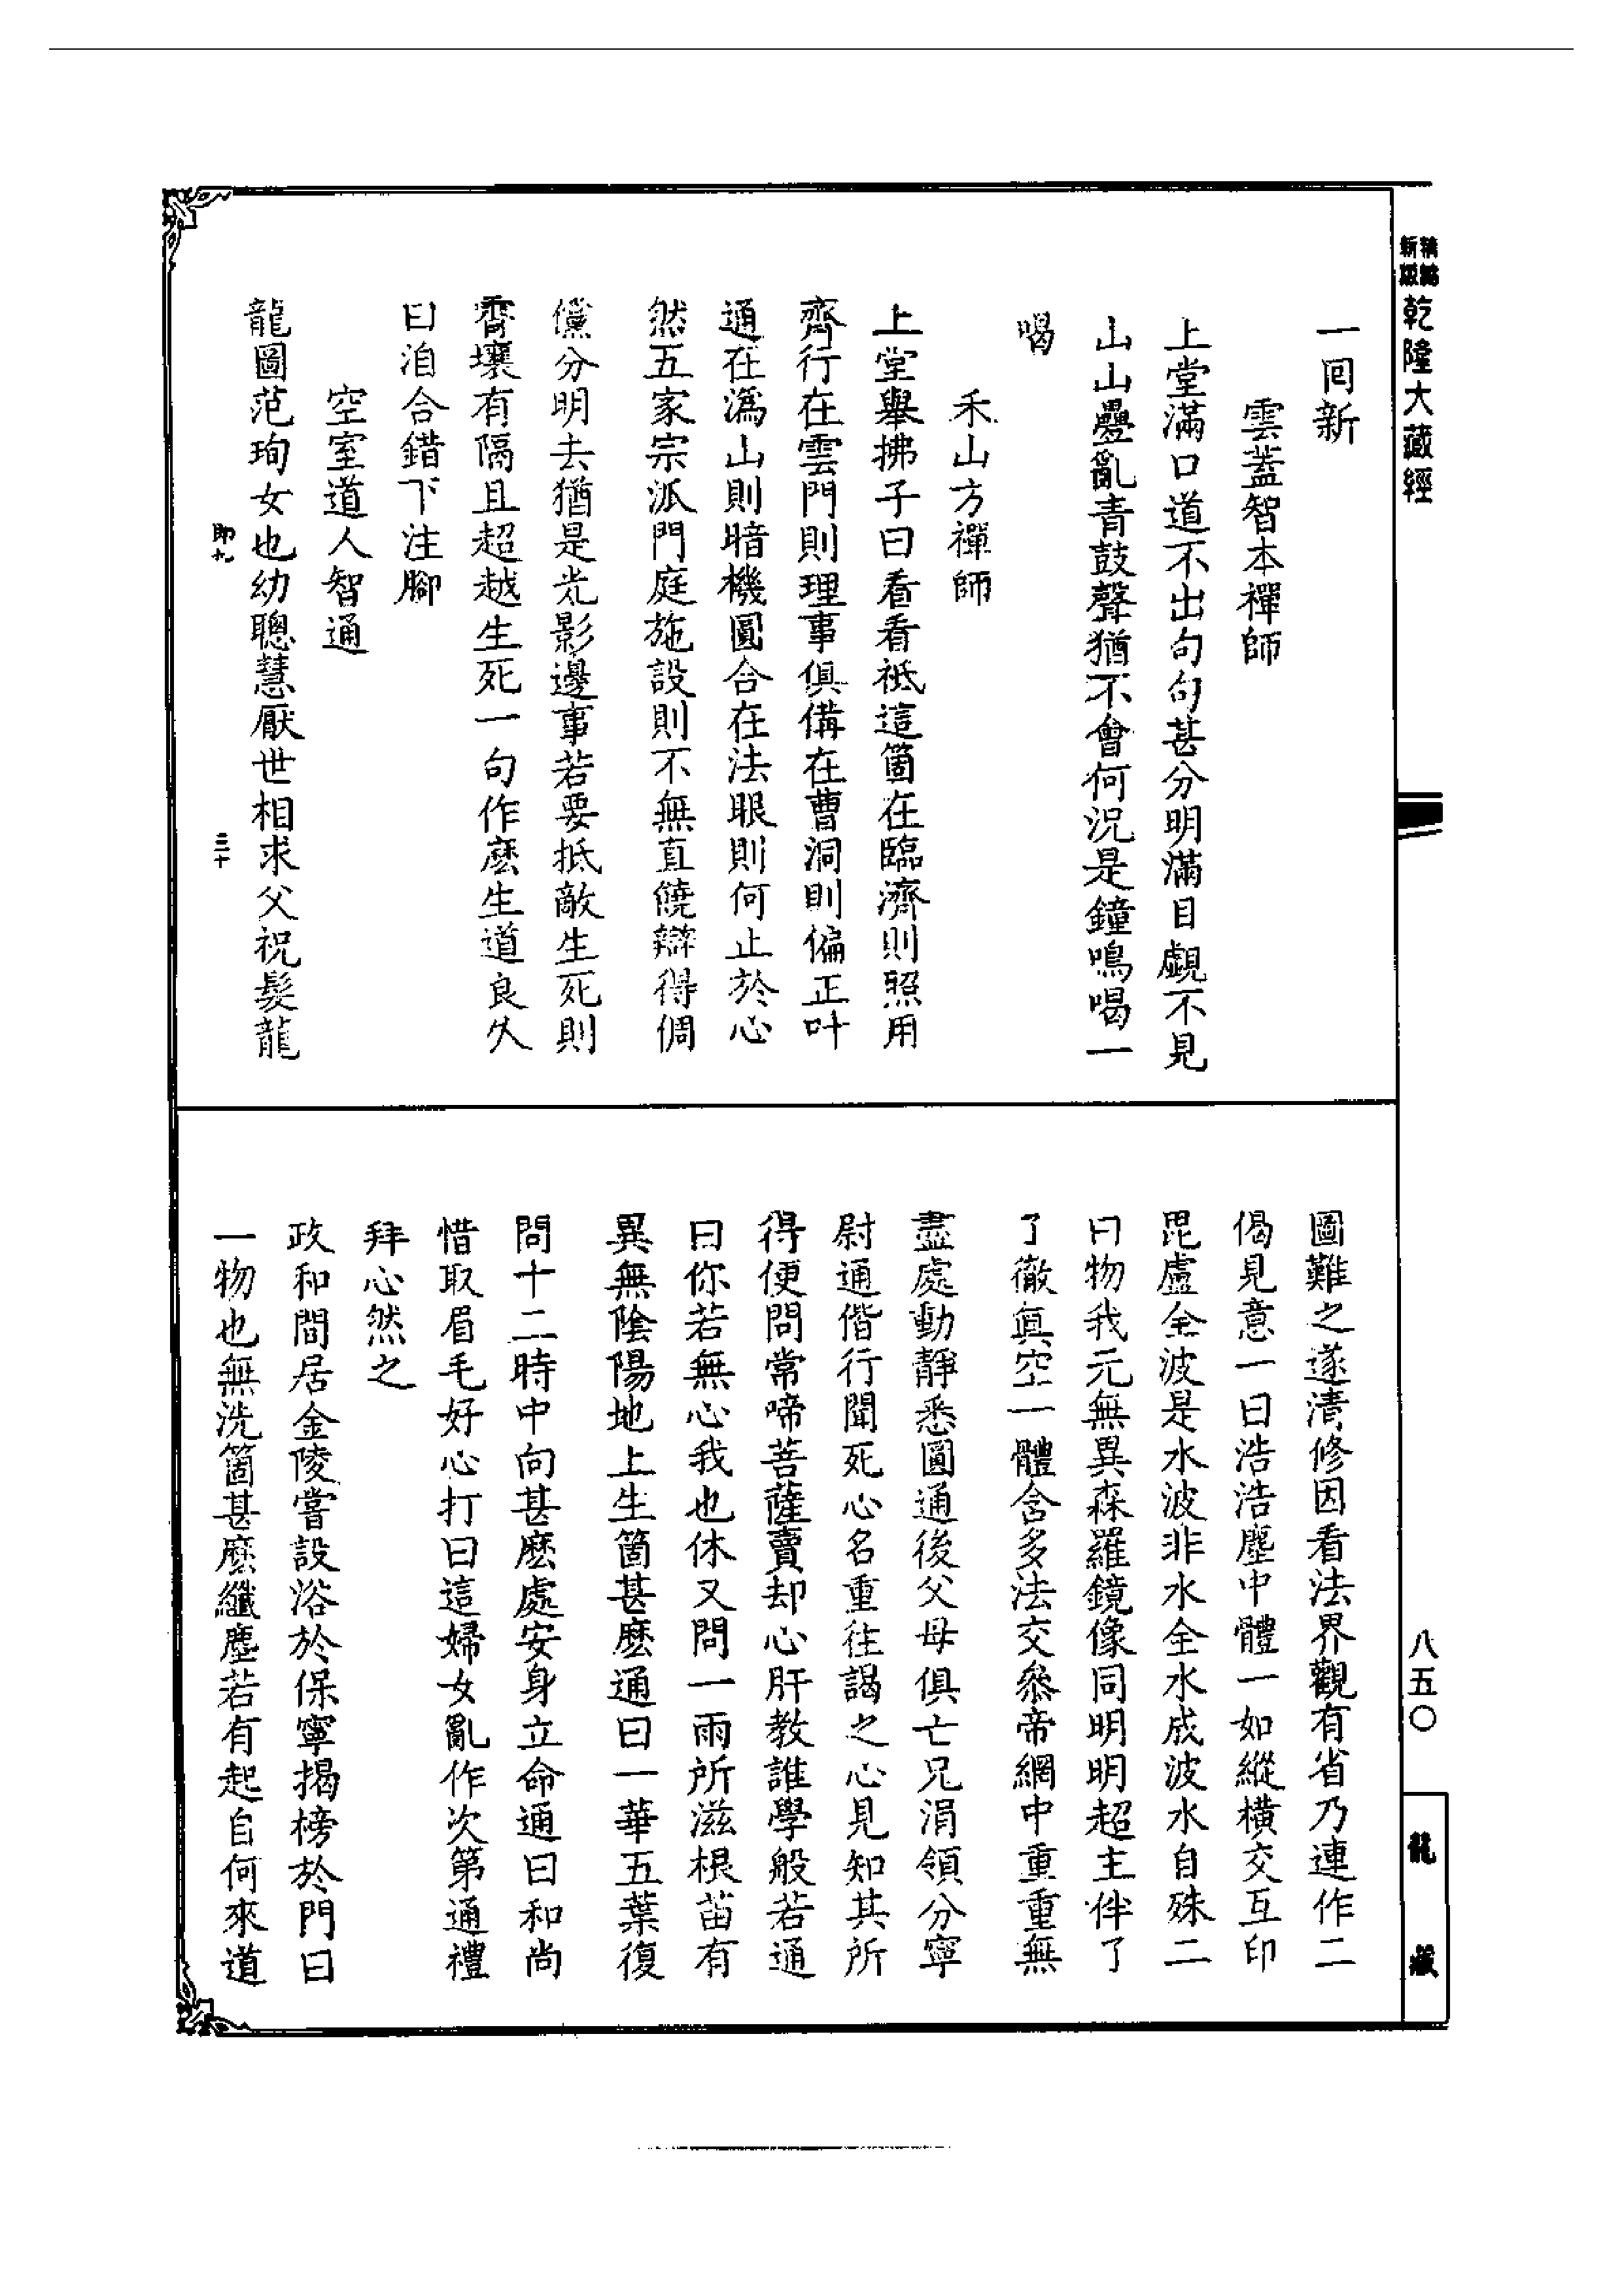 新編
精版
乾隆大藏經
一回新
雲蓋智本禪師
上堂滿口道不出句句甚分明滿目覷不見
山山疊亂青鼓聲猶不會何況是鐘鳴喝一
喝
禾山方禪師
上堂舉拂子曰看看祇這箇在臨濟則照用
齊行在雲門則理事俱備在曹洞則偏正叶
通在溈山則暗機圓合在法眼則何止於心
然五家宗派門庭施設則不無直饒辯得倜
儻分明去猶是光影邊事若要抵敵生死則
霄壤有隔且超越生死一句作麼生道良久
曰洎合錯下注腳
空室道人智通
龍圖范珣女也幼聰慧厭世相求父祝髮龍
三十
圖難之遂清修因看法界觀有省乃連作二
偈見意一曰浩浩塵中體一如縱橫交互印
毘盧全波是水波非水全水成波水自殊二
曰物我元無異森羅鏡像同明明超主伴了
了徹真空一體含多法交參帝網中重重無
盡處動靜悉圓通後父母俱亡兄涓領分寧
尉通偕行聞死心名重往謁之心見知其所
得便問常啼菩薩賣却心肝教誰學般若通
曰你若無心我也休又問一雨所滋根苗有
異無陰陽地上生箇甚麼通曰一華五葉復
問十二時中向甚麼處安身立命通曰和尚
惜取眉毛好心打曰這婦女亂作次第通禮
拜心然之
政和間居金陵嘗設浴於保寧揭榜於門曰
一物也無洗箇甚麼纖塵若有起自何來道
八五〇
龍藏